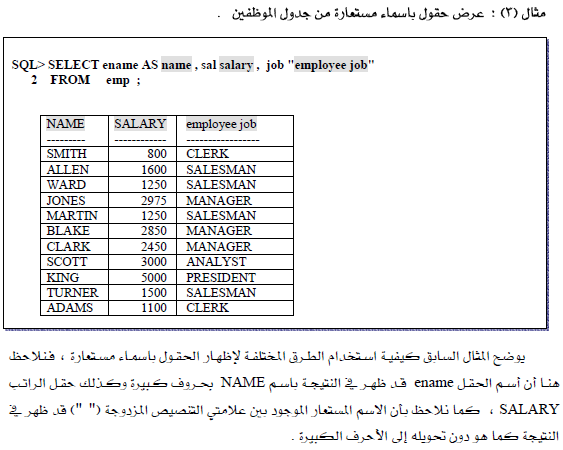 مثال (٣) : عرض حقول باسماء مستعارة من جدول الموظفين .
SQL> SELECT ename AS name , sal salary , job "employee job"
2 FROM emp ;
NAME SALARY employee job
--------- ------------ -----------------
SMITH 800 CLERK
ALLEN 1600 SALESMAN
WARD 1250 SALESMAN
JONES 2975 MANAGER
MARTIN 1250 SALESMAN
BLAKE 2850 MANAGER
CLARK 2450 MANAGER
SCOTT 3000 ANALYST
KING 5000 PRESIDENT
TURNER 1500 SALESMAN
ADAMS 1100 CLERK
يوضح المثال السابق كيفية استخدام الطرق المختلفة لإظهار الحقول باسماء مستعارة ، فنلاحظ
هنا أن أسم الحقل ename قد ظهر في النتيجة باسم NAME بحروف كبيرة وكذلك حقل الراتب
SALARY ، كما نلاحظ بأن الاسم المستعار الموجود بين علامتي التنصيص المزدوجة (" ") قد ظهر في
النتيجة كما هو دون تحويله إلى الأحرف الكبيرة .